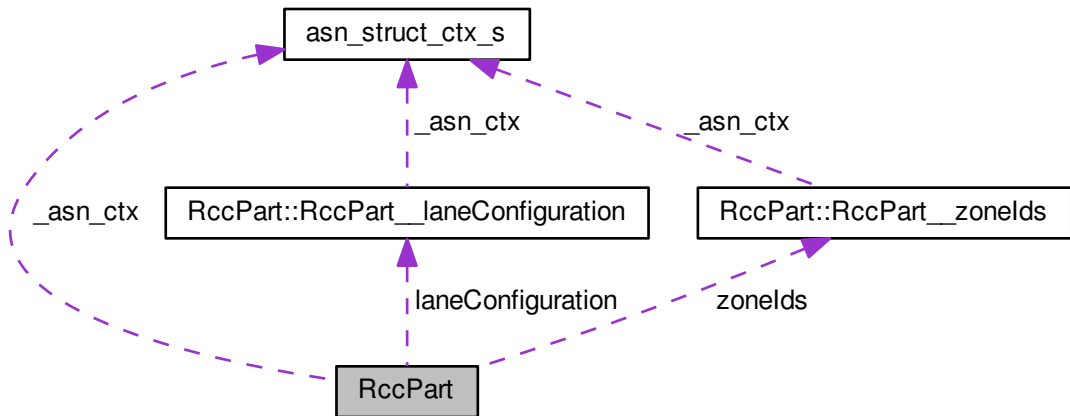 asn_struct_ctx_s
_asn_ctx
_asn_ctx
RccPart::RccPart__laneConfiguration
RccPart::RccPart__zoneIds
_asn_ctx
laneConfiguration
zoneIds
RccPart